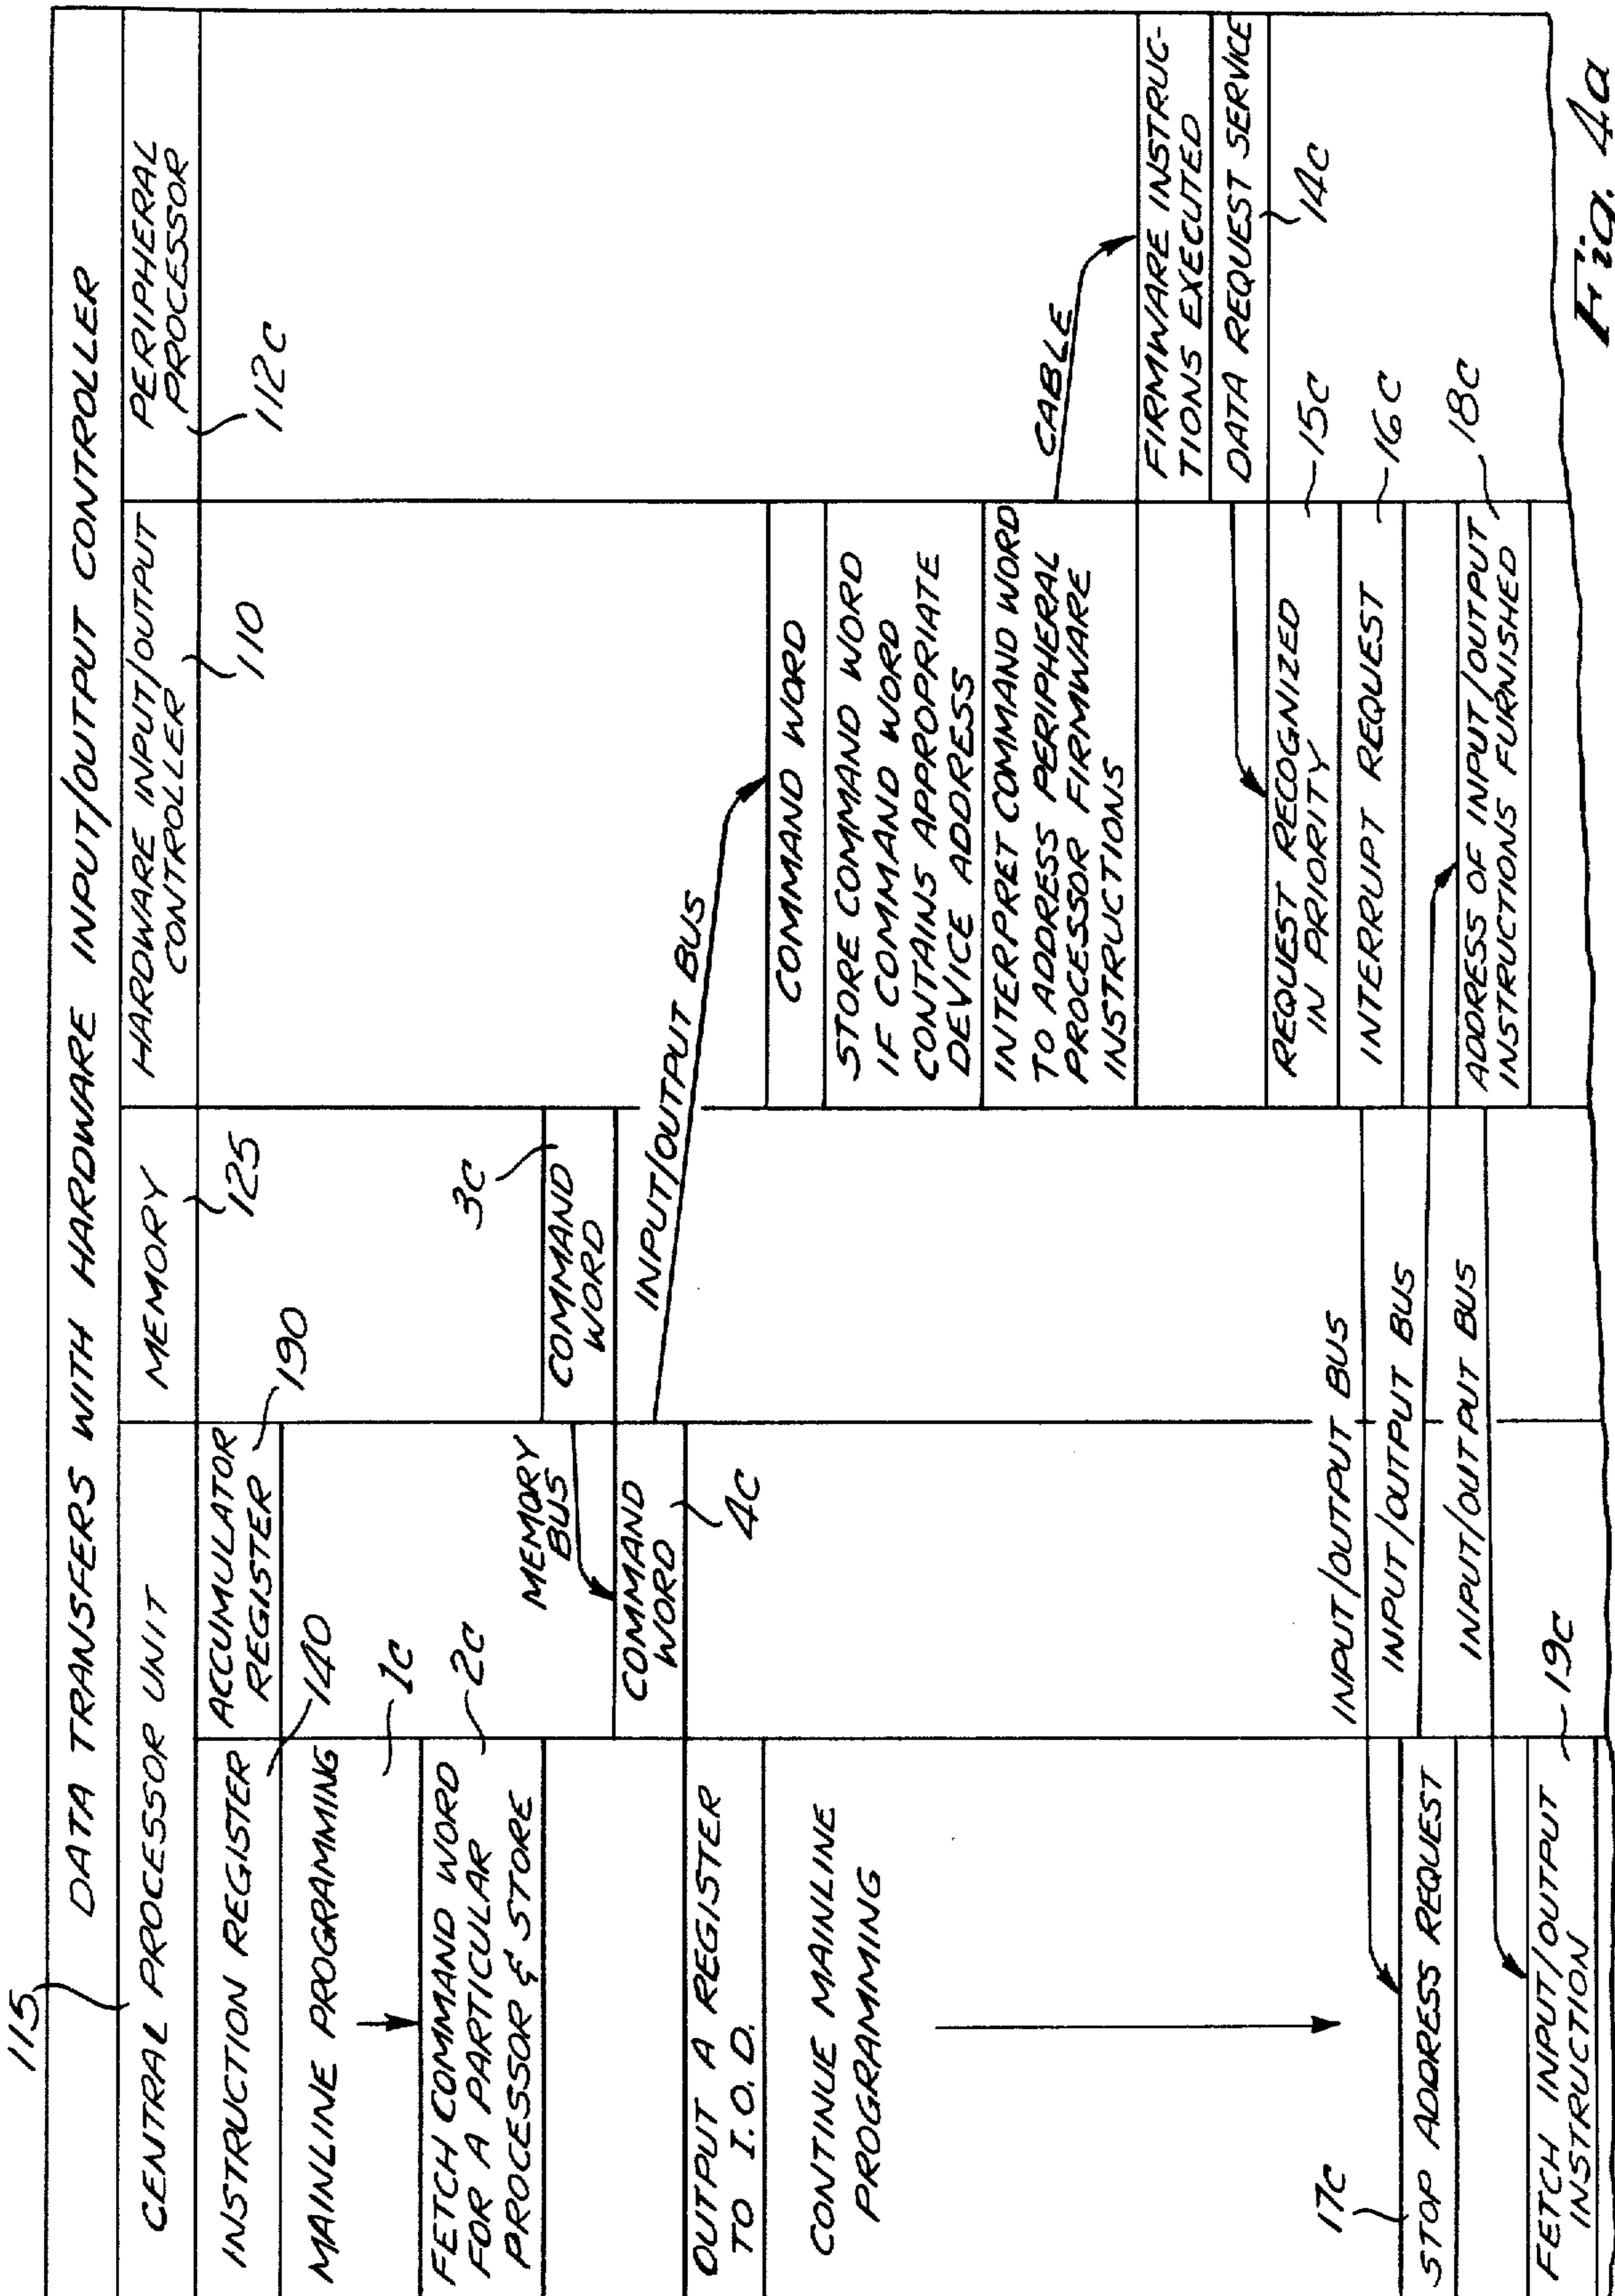 115
DATA TRANSFERS WITH HARDWARE INPUT/OUTPUT CONTROLLER
CENTRAL PROCESSOR UNIT
MEMORY
HARDWARE INPUT/OUTPUT
CONTROLLER
PERIPHERAL
PROCESSOR
INSTRUCTION REGISTER
ACCUMULATOR
REGISTER
140
190
125
110
112C
MAINLINE PROGRAMMING
1C
FETCH COMMAND WORD
FOR A PARTICULAR
PROCESSOR & STORE
2C
3C
COMMAND
WORD
MEMORY
BUS
COMMAND
WORD
4C
INPUT/OUTPUT BUS
OUTPUT A REGISTER
TO I.O.D.
COMMAND WORD
CONTINUE MAINLINE
PROGRAMMING
STORE COMMAND WORD
IF COMMAND WORD
CONTAINS APPROPRIATE
DEVICE ADDRESS
INTERPRET COMMAND WORD
TO ADDRESS PERIPHERAL
PROCESSOR FIRMWARE
INSTRUCTIONS
CABLE
FIRMWARE INSTRUC-
TIONS EXECUTED
DATA REQUEST SERVICE
14C
REQUEST RECOGNIZED
IN PRIORITY
15C
INTERRUPT REQUEST
16C
INPUT/OUTPUT BUS
17C
STOP ADDRESS REQUEST
INPUT/OUTPUT BUS
ADDRESS OF INPUT/OUTPUT
INSTRUCTIONS FURNISHED
18C
INPUT/OUTPUT BUS
FETCH INPUT/OUTPUT
INSTRUCTION
19C
Fig. 4a